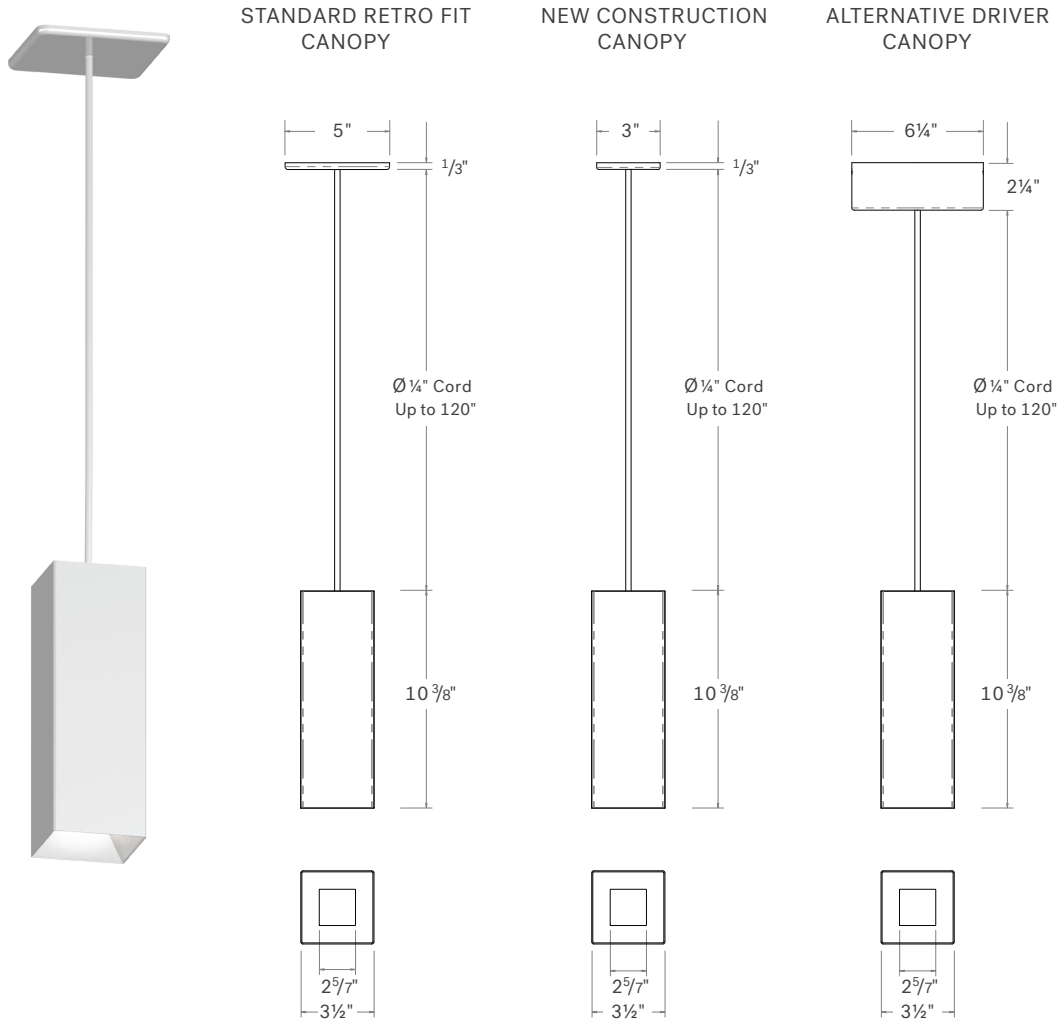 STANDARD RETRO FIT
CANOPY
NEW CONSTRUCTION
CANOPY
ALTERNATIVE DRIVER
CANOPY
5"
3"
6¼"
1/3"
1/3"
2¼"
Ø ¼" Cord
Up to 120"
Ø ¼" Cord
Up to 120"
Ø ¼" Cord
Up to 120"
10 3/8"
10 3/8"
10 3/8"
2 5/7"
3½"
2 5/7"
3½"
2 5/7"
3½"